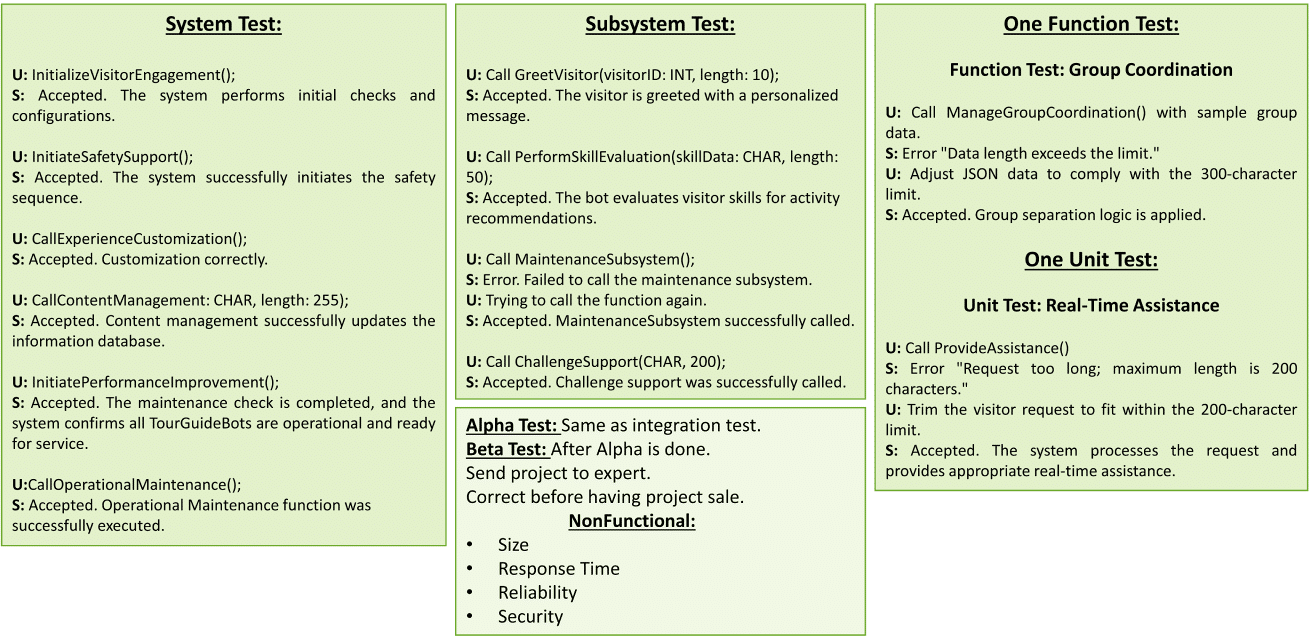 System Test:
U: InitializeVisitorEngagement();
S: Accepted. The system performs initial checks and
configurations.
U: InitiateSafetySupport();
S: Accepted. The system successfully initiates the safety
sequence.
U: CallExperienceCustomization();
S: Accepted. Customization correctly.
U: CallContentManagement: CHAR, length: 255);
S: Accepted. Content management successfully updates the
information database.
U: InitiatePerformanceImprovement();
S: Accepted. The maintenance check is completed, and the
system confirms all TourGuideBots are operational and ready
for service.
U:CallOperationalMaintenance();
S: Accepted. Operational Maintenance function was
successfully executed.
Subsystem Test:
U: Call GreetVisitor(visitorID: INT, length: 10);
S: Accepted. The visitor is greeted with a personalized
message.
U: Call PerformSkillEvaluation(skillData: CHAR, length:
50);
S: Accepted. The bot evaluates visitor skills for activity
recommendations.
U: Call MaintenanceSubsystem();
S: Error. Failed to call the maintenance subsystem.
U: Trying to call the function again.
S: Accepted. MaintenanceSubsystem successfully called.
U: Call ChallengeSupport(CHAR, 200);
S: Accepted. Challenge support was successfully called.
Alpha Test: Same as integration test.
Beta Test: After Alpha is done.
Send project to expert.
Correct before having project sale.
NonFunctional:
• Size
• Response Time
• Reliability
• Security
One Function Test:
Function Test: Group Coordination
U: Call ManageGroupCoordination() with sample group
data.
S: Error "Data length exceeds the limit."
U: Adjust JSON data to comply with the 300-character
limit.
S: Accepted. Group separation logic is applied.
One Unit Test:
Unit Test: Real-Time Assistance
U: Call ProvideAssistance()
S: Error "Request too long; maximum length is 200
characters."
U: Trim the visitor request to fit within the 200-character
limit.
S: Accepted. The system processes the request and
provides appropriate real-time assistance.